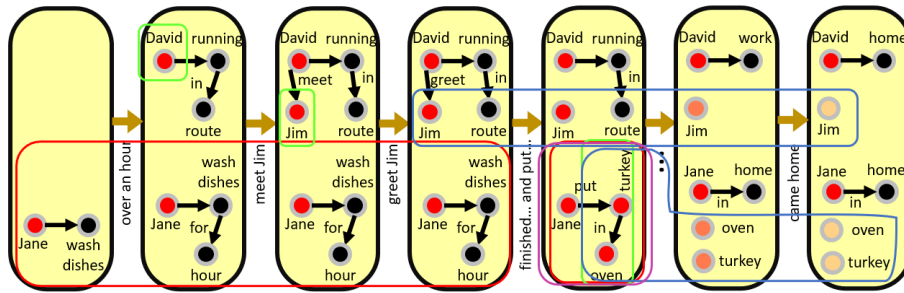 Jane
wash
dishes
over an hour
David running
in
route
wash
dishes
Jane for
hour
meet Jim
David running
meet in
Jim route
wash
dishes
Jane for
hour
greet Jim
David running
greet in
Jim route
wash
dishes
Jane for
hour
finished... and put...
David running
in
Jim route
put turkey
Jane in
oven
...
David work
Jim
Jane home
in
oven
turkey
came home
David home
Jim
Jane home
in
oven
turkey